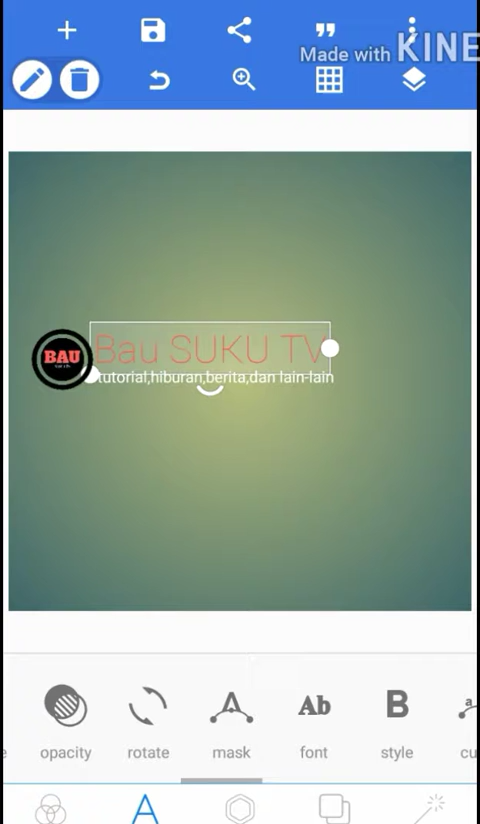 Made with KINE
BAU
Bau SUKU TV
tutorial,hiburan,berita,dan lain-lain
e
opacity
rotate
mask
font
style
cu
A
Ab
B
a
A